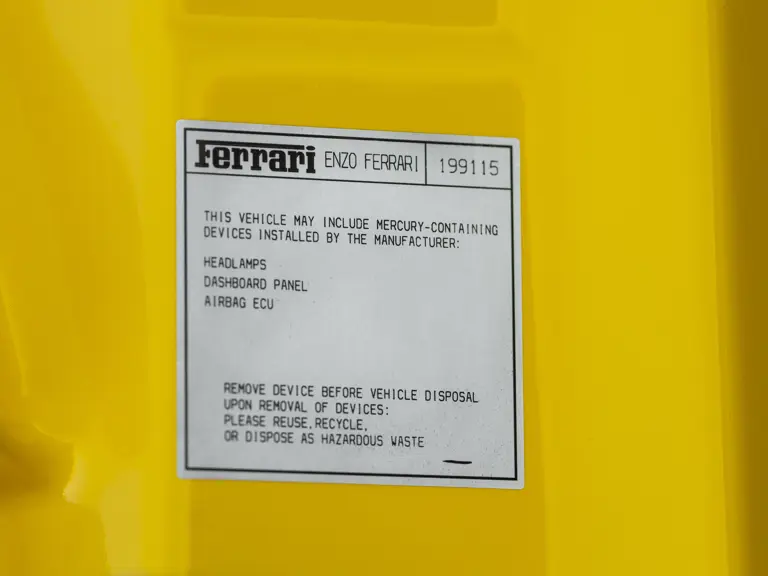 Ferrari ENZO FERRARI 199115
THIS VEHICLE MAY INCLUDE MERCURY-CONTAINING
DEVICES INSTALLED BY THE MANUFACTURER:
HEADLAMPS
DASHBOARD PANEL
AIRBAG ECU
REMOVE DEVICE BEFORE VEHICLE DISPOSAL
UPON REMOVAL OF DEVICES:
PLEASE REUSE, RECYCLE,
OR DISPOSE AS HAZARDOUS WASTE